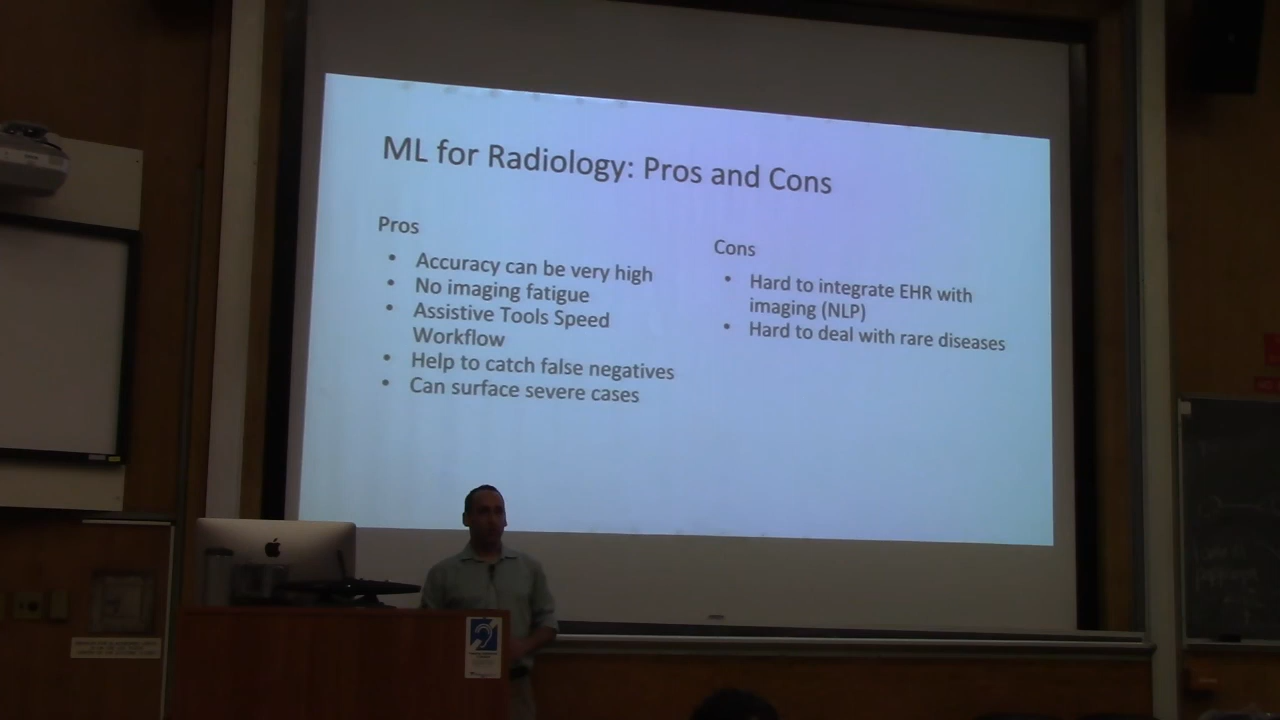 ML for Radiology: Pros and Cons
Pros
• Accuracy can be very high
• No imaging fatigue
• Assistive Tools Speed
Workflow
• Help to catch false negatives
• Can surface severe cases
Cons
• Hard to integrate EHR with
imaging (NLP)
• Hard to deal with rare diseases